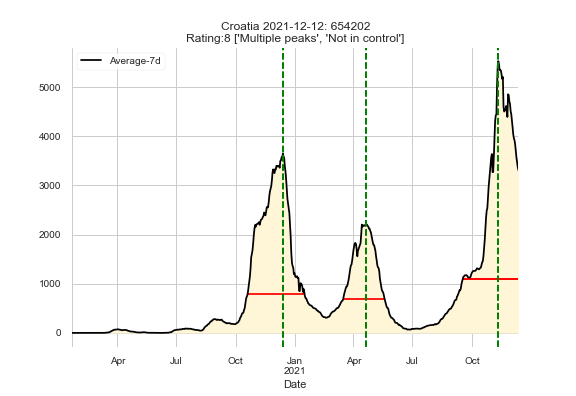 Croatia 2021-12-12: 654202
Rating:8 ['Multiple peaks', 'Not in control']
Average-7d
5000
4000
3000
2000
1000
0
Apr Jul Oct Jan Apr Jul Oct
2021
Date